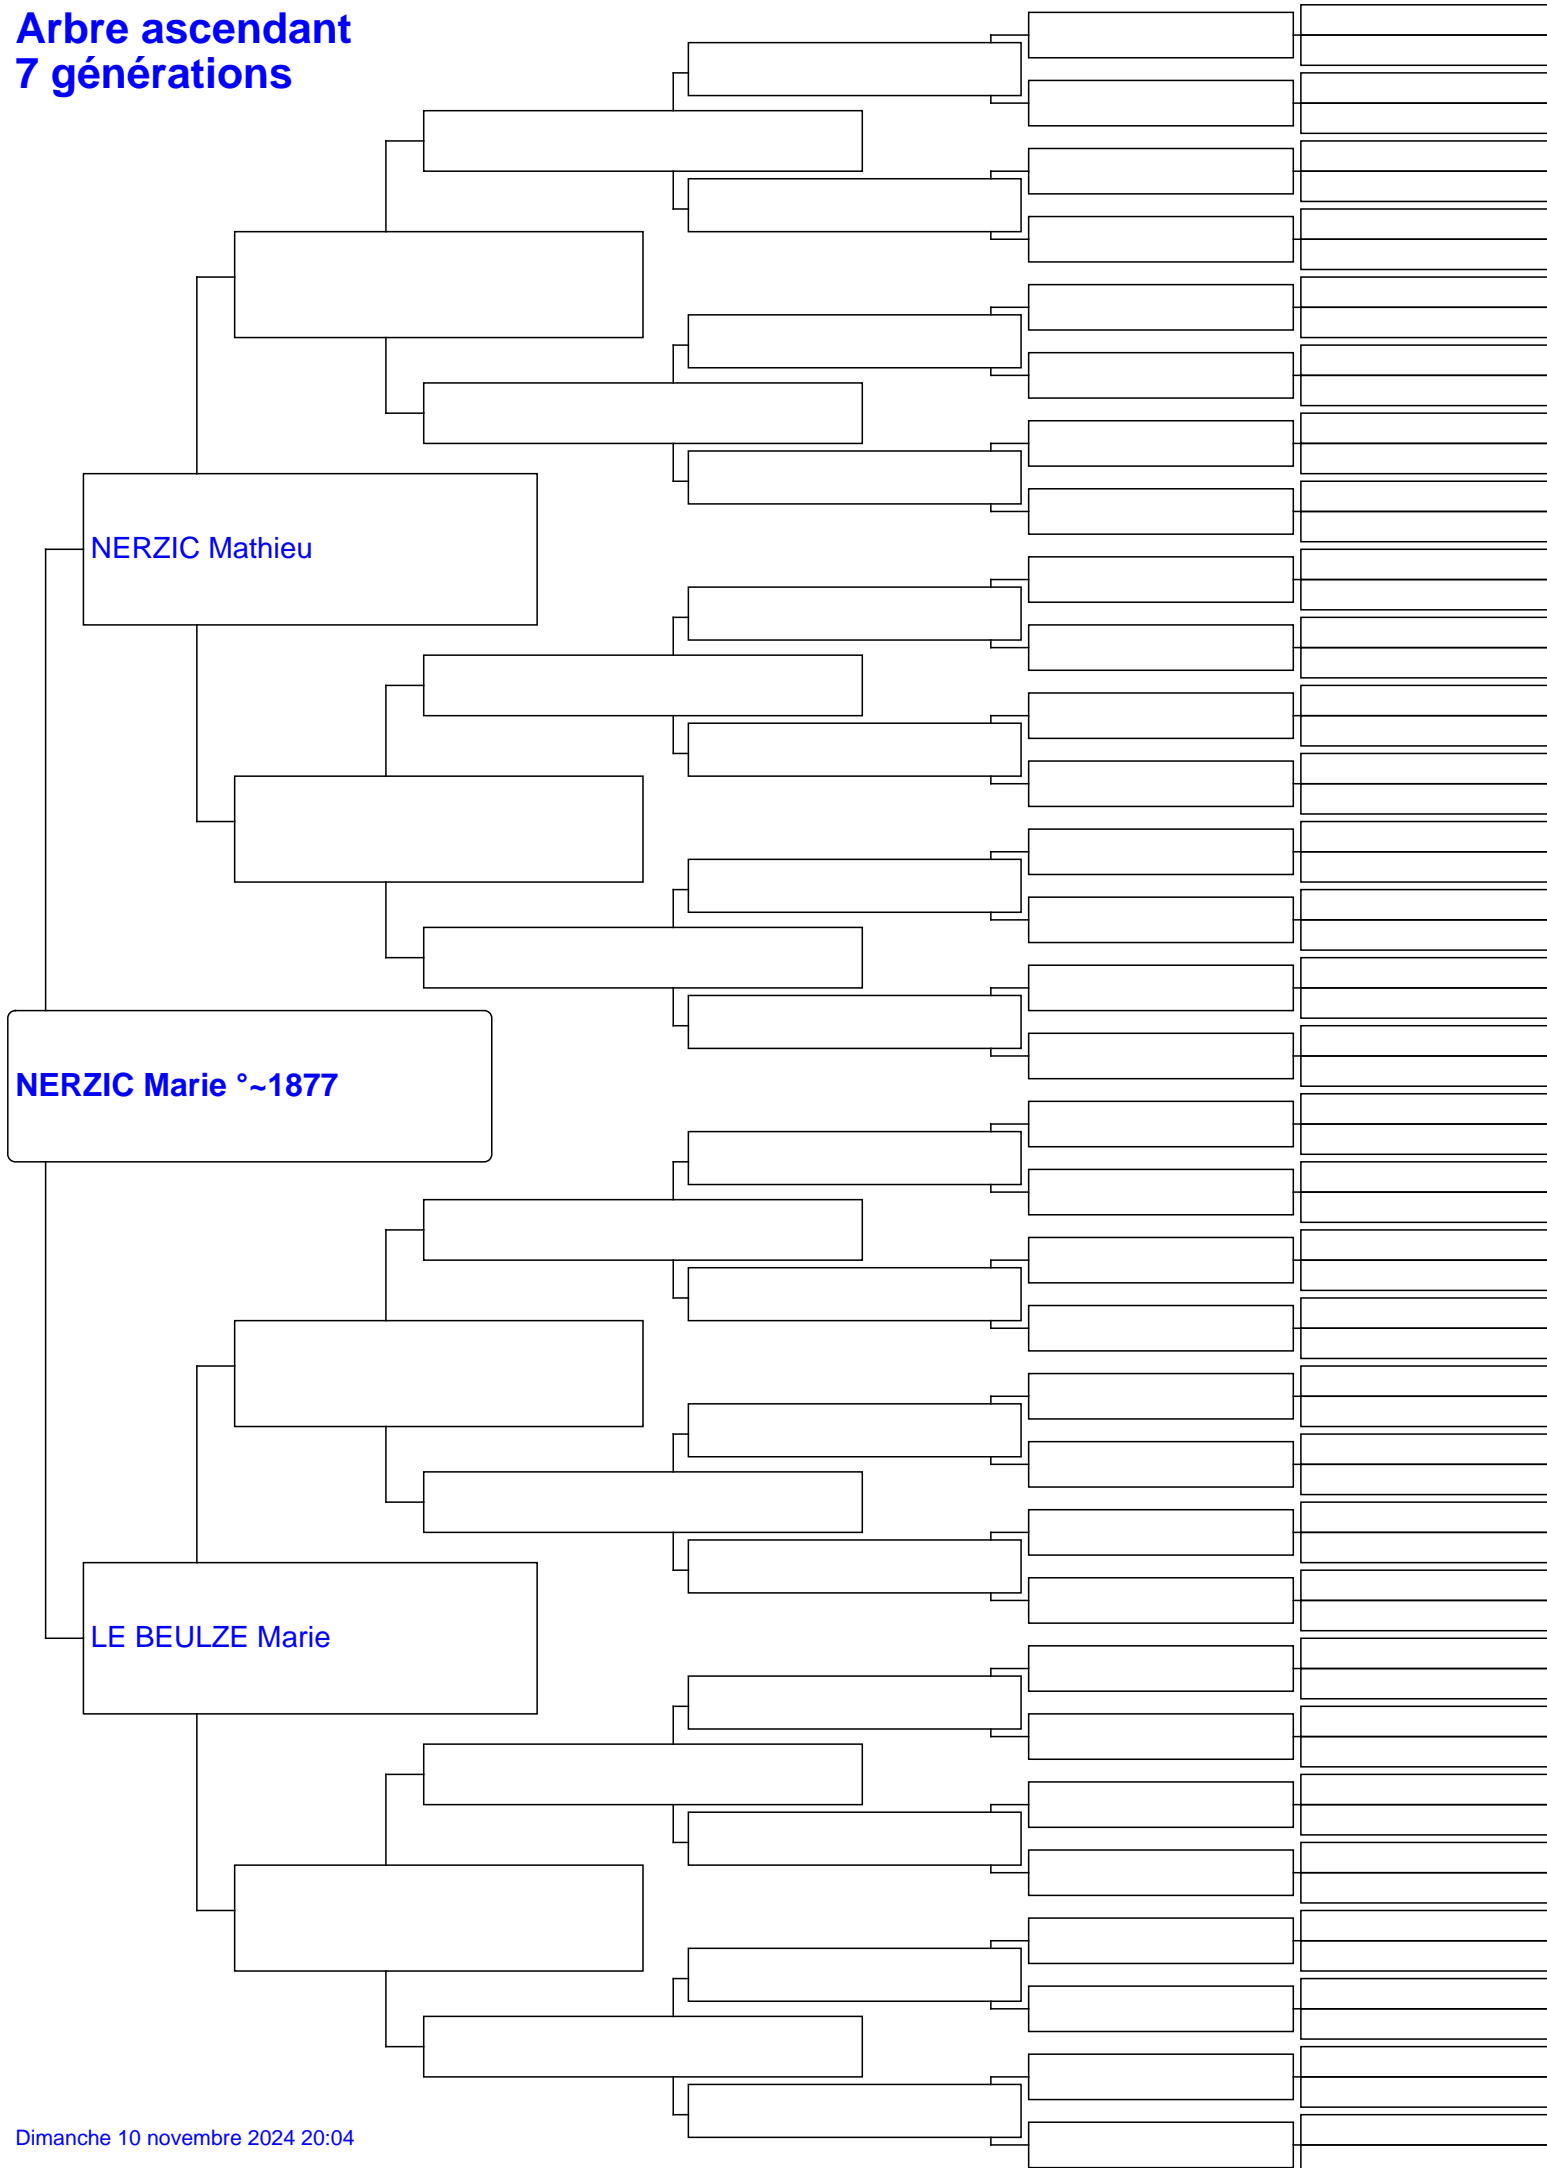 Arbre ascendant
7 générations
NERZIC Mathieu
NERZIC Marie °~1877
LE BEULZE Marie
Dimanche 10 novembre 2024 20:04